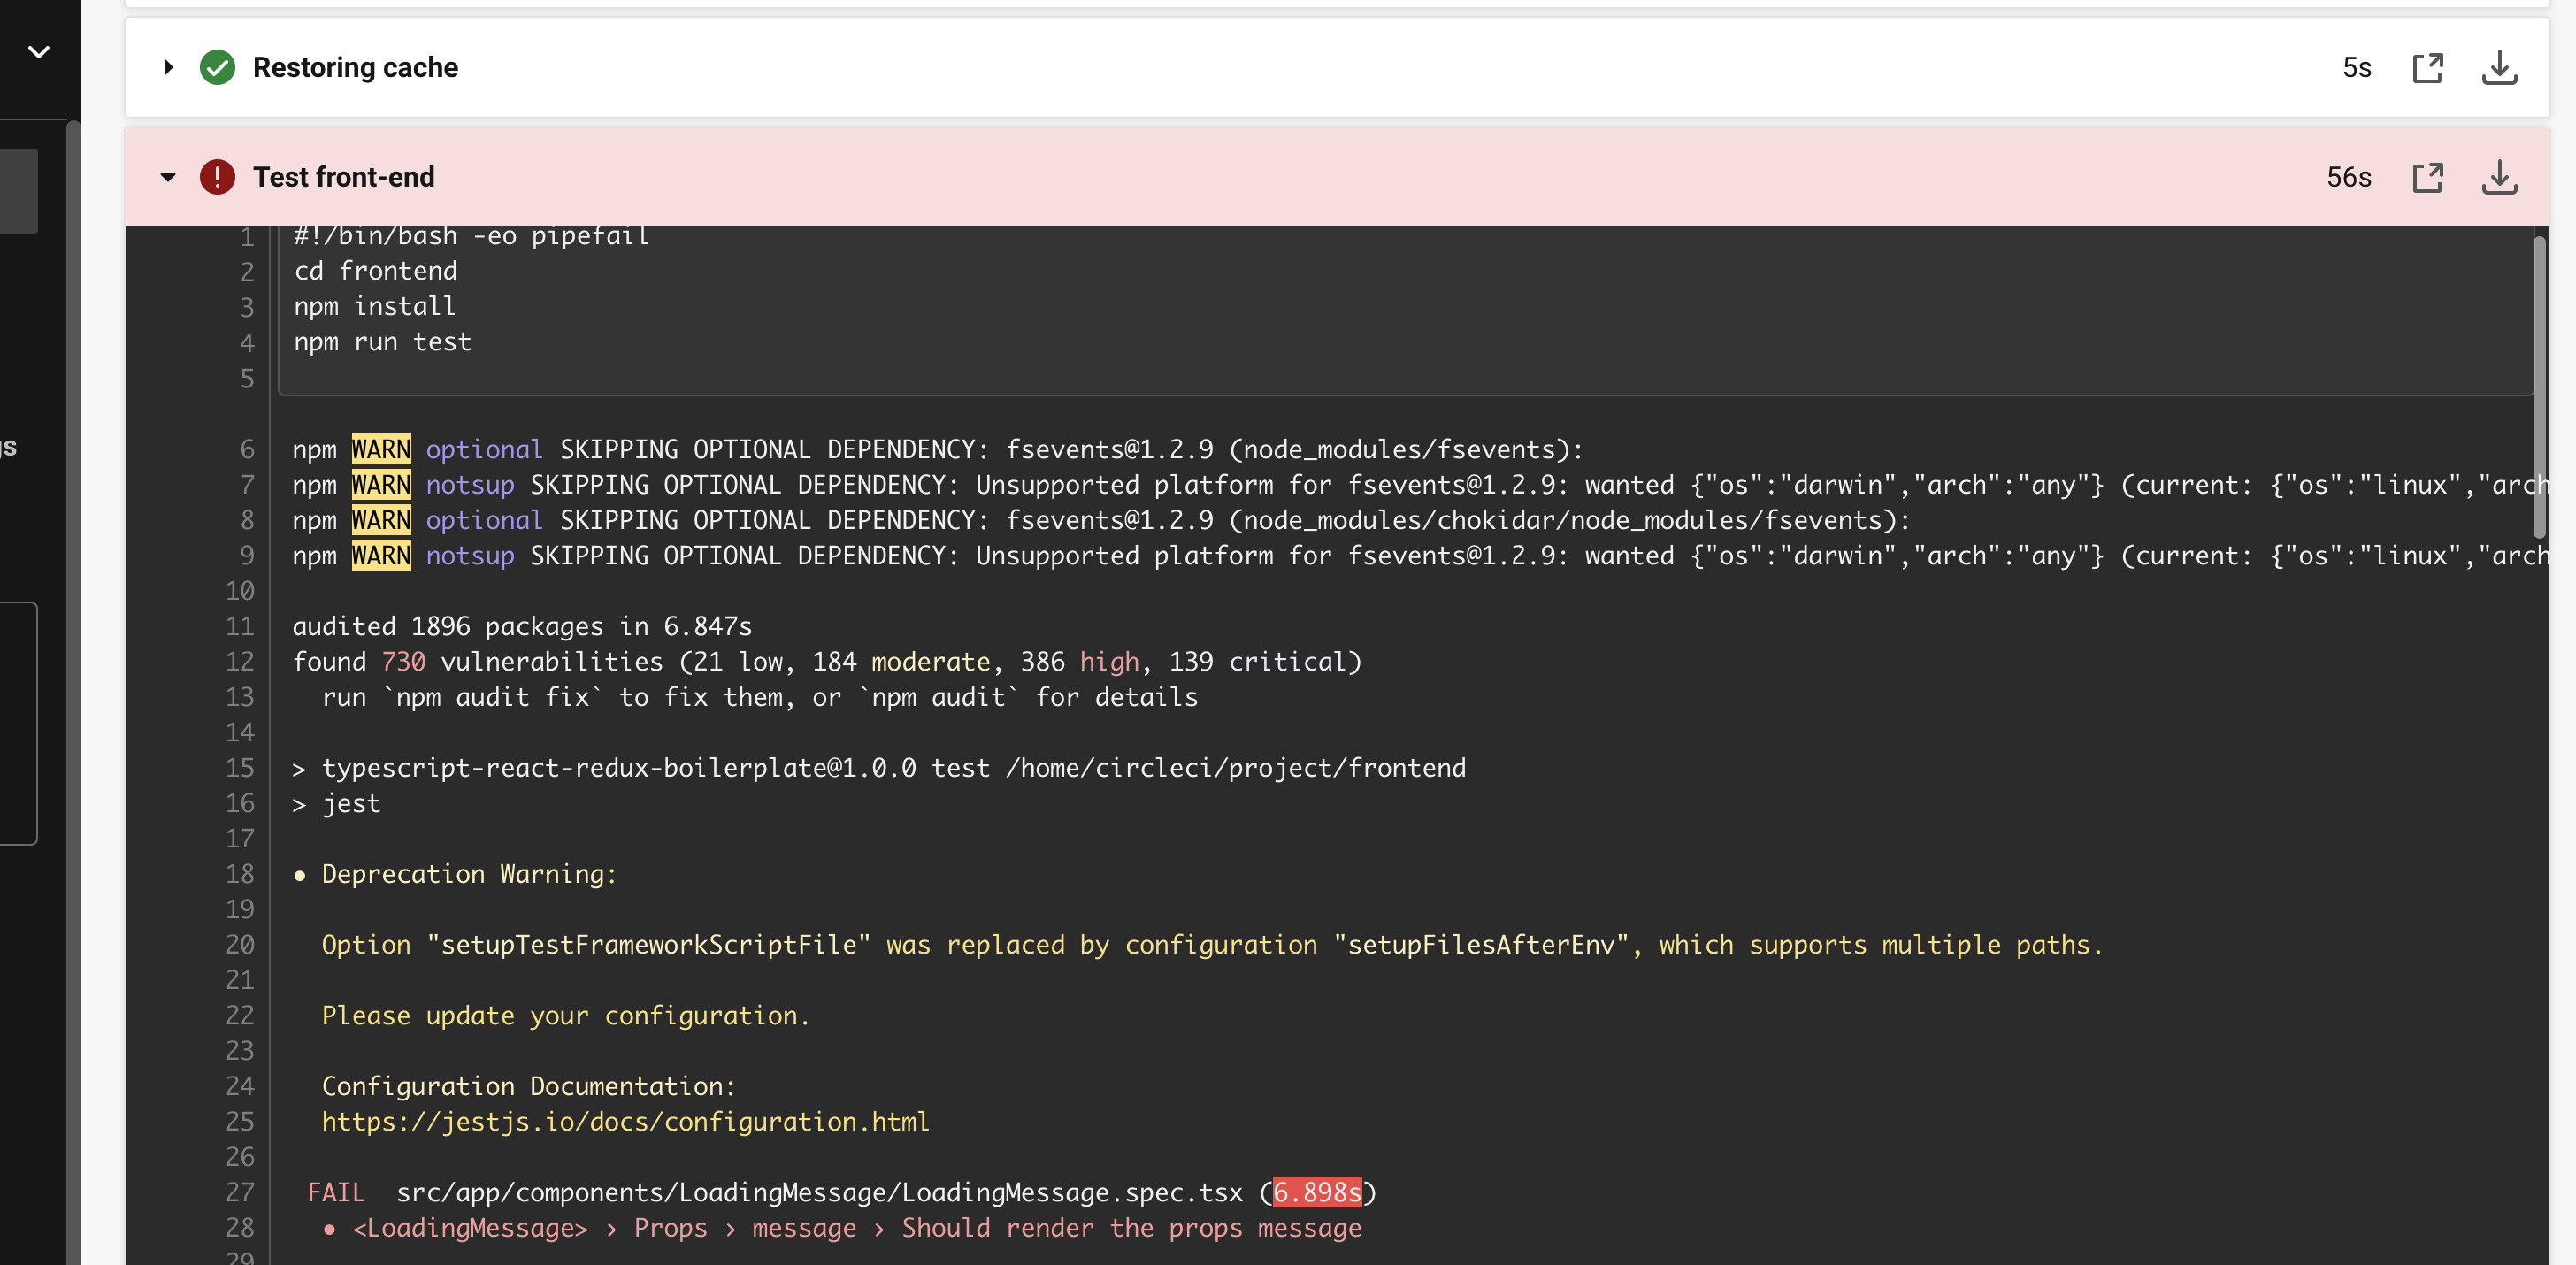 Restoring cache
5s
Test front-end
56s
1 #!/bin/bash -eo pipefail
2 cd frontend
3 npm install
4 npm run test
5
gs
6 npm WARN optional SKIPPING OPTIONAL DEPENDENCY: fsevents@1.2.9 (node_modules/fsevents):
7 npm WARN notsup SKIPPING OPTIONAL DEPENDENCY: Unsupported platform for fsevents@1.2.9: wanted {"os":"darwin","arch":"any"} (current: {"os":"linux","arch
8 npm WARN optional SKIPPING OPTIONAL DEPENDENCY: fsevents@1.2.9 (node_modules/chokidar/node_modules/fsevents):
9 npm WARN notsup SKIPPING OPTIONAL DEPENDENCY: Unsupported platform for fsevents@1.2.9: wanted {"os":"darwin","arch":"any"} (current: {"os":"linux","arch
10
11 audited 1896 packages in 6.847s
12 found 730 vulnerabilities (21 low, 184 moderate, 386 high, 139 critical)
13 run `npm audit fix` to fix them, or `npm audit` for details
14
15 > typescript-react-redux-boilerplate@1.0.0 test /home/circleci/project/frontend
16 > jest
17
18 ● Deprecation Warning:
19
20 Option "setupTestFrameworkScriptFile" was replaced by configuration "setupFilesAfterEnv", which supports multiple paths.
21
22 Please update your configuration.
23
24 Configuration Documentation:
25 https://jestjs.io/docs/configuration.html
26
27 FAIL src/app/components/LoadingMessage/LoadingMessage.spec.tsx (6.898s)
28 ● <LoadingMessage> › Props › message › Should render the props message
29